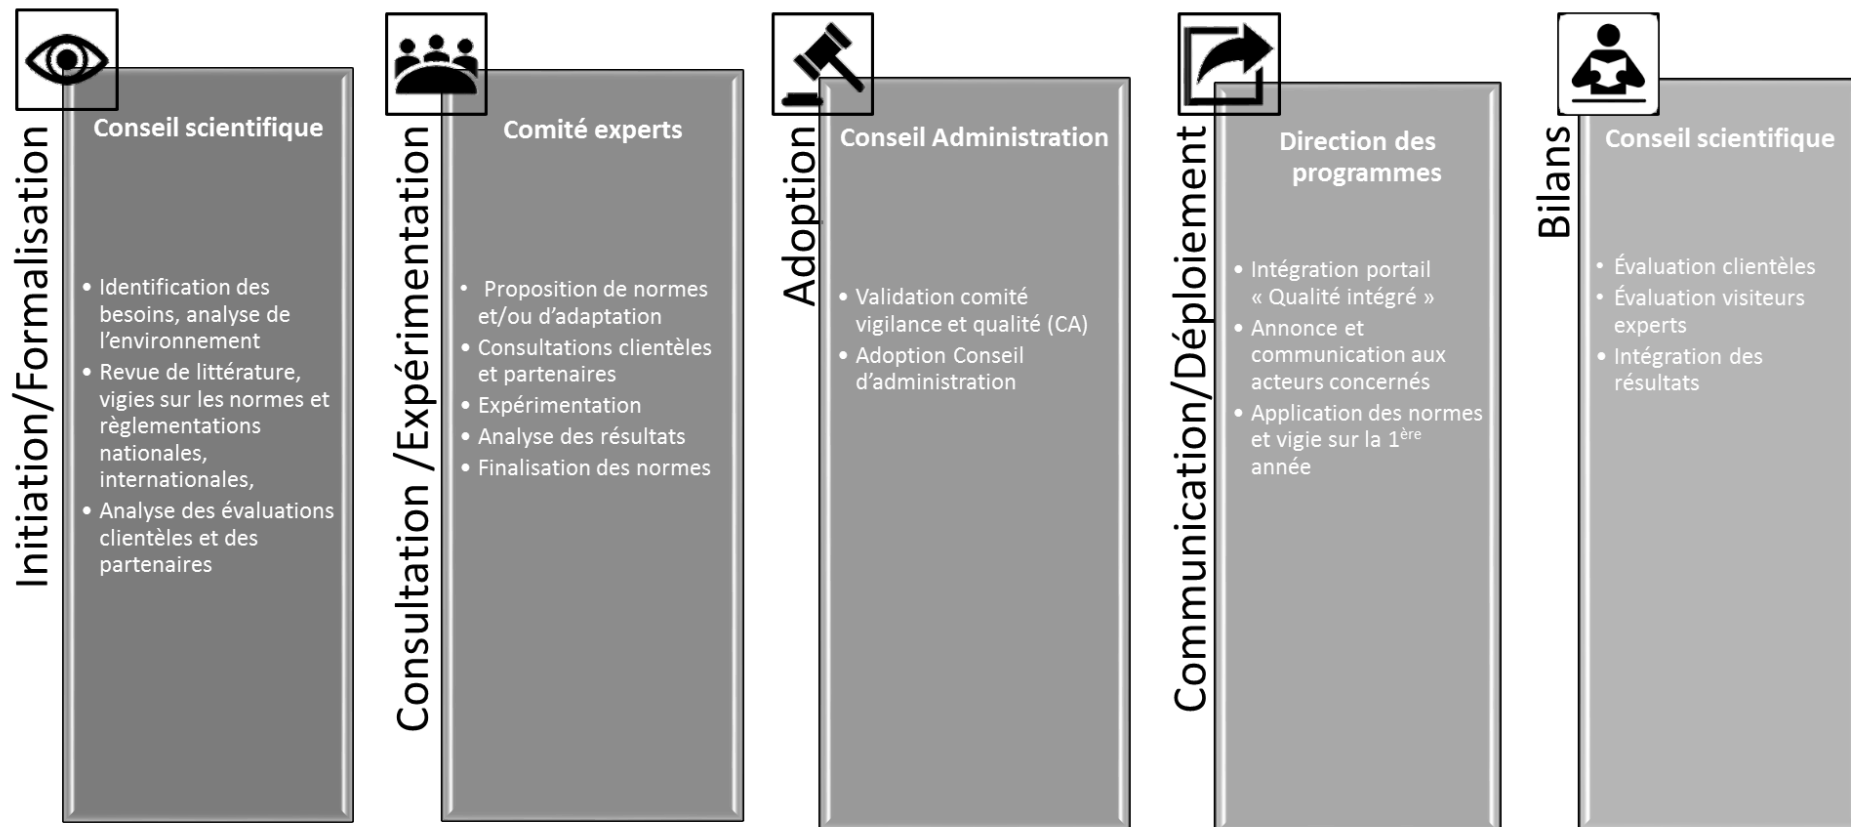 Initiation/Formalisation
Conseil scientifique
• Identification des
besoins, analyse de
l’environnement
• Revue de littérature,
vigies sur les normes et
règlementations
nationales,
internationales,
• Analyse des évaluations
clientèles et des
partenaires
Consultation /Expérimentation
Comité experts
• Proposition de normes
et/ou d’adaptation
• Consultations clientèles
et partenaires
• Expérimentation
• Analyse des résultats
• Finalisation des normes
Adoption
Conseil Administration
• Validation comité
vigilance et qualité (CA)
• Adoption Conseil
d’administration
Communication/Déploiement
Direction des
programmes
• Intégration portail
« Qualité intégré »
• Annonce et
communication aux
acteurs concernés
• Application des normes
et vigie sur la 1ère
année
Bilans
Conseil scientifique
• Évaluation clientèles
• Évaluation visiteurs
experts
• Intégration des
résultats